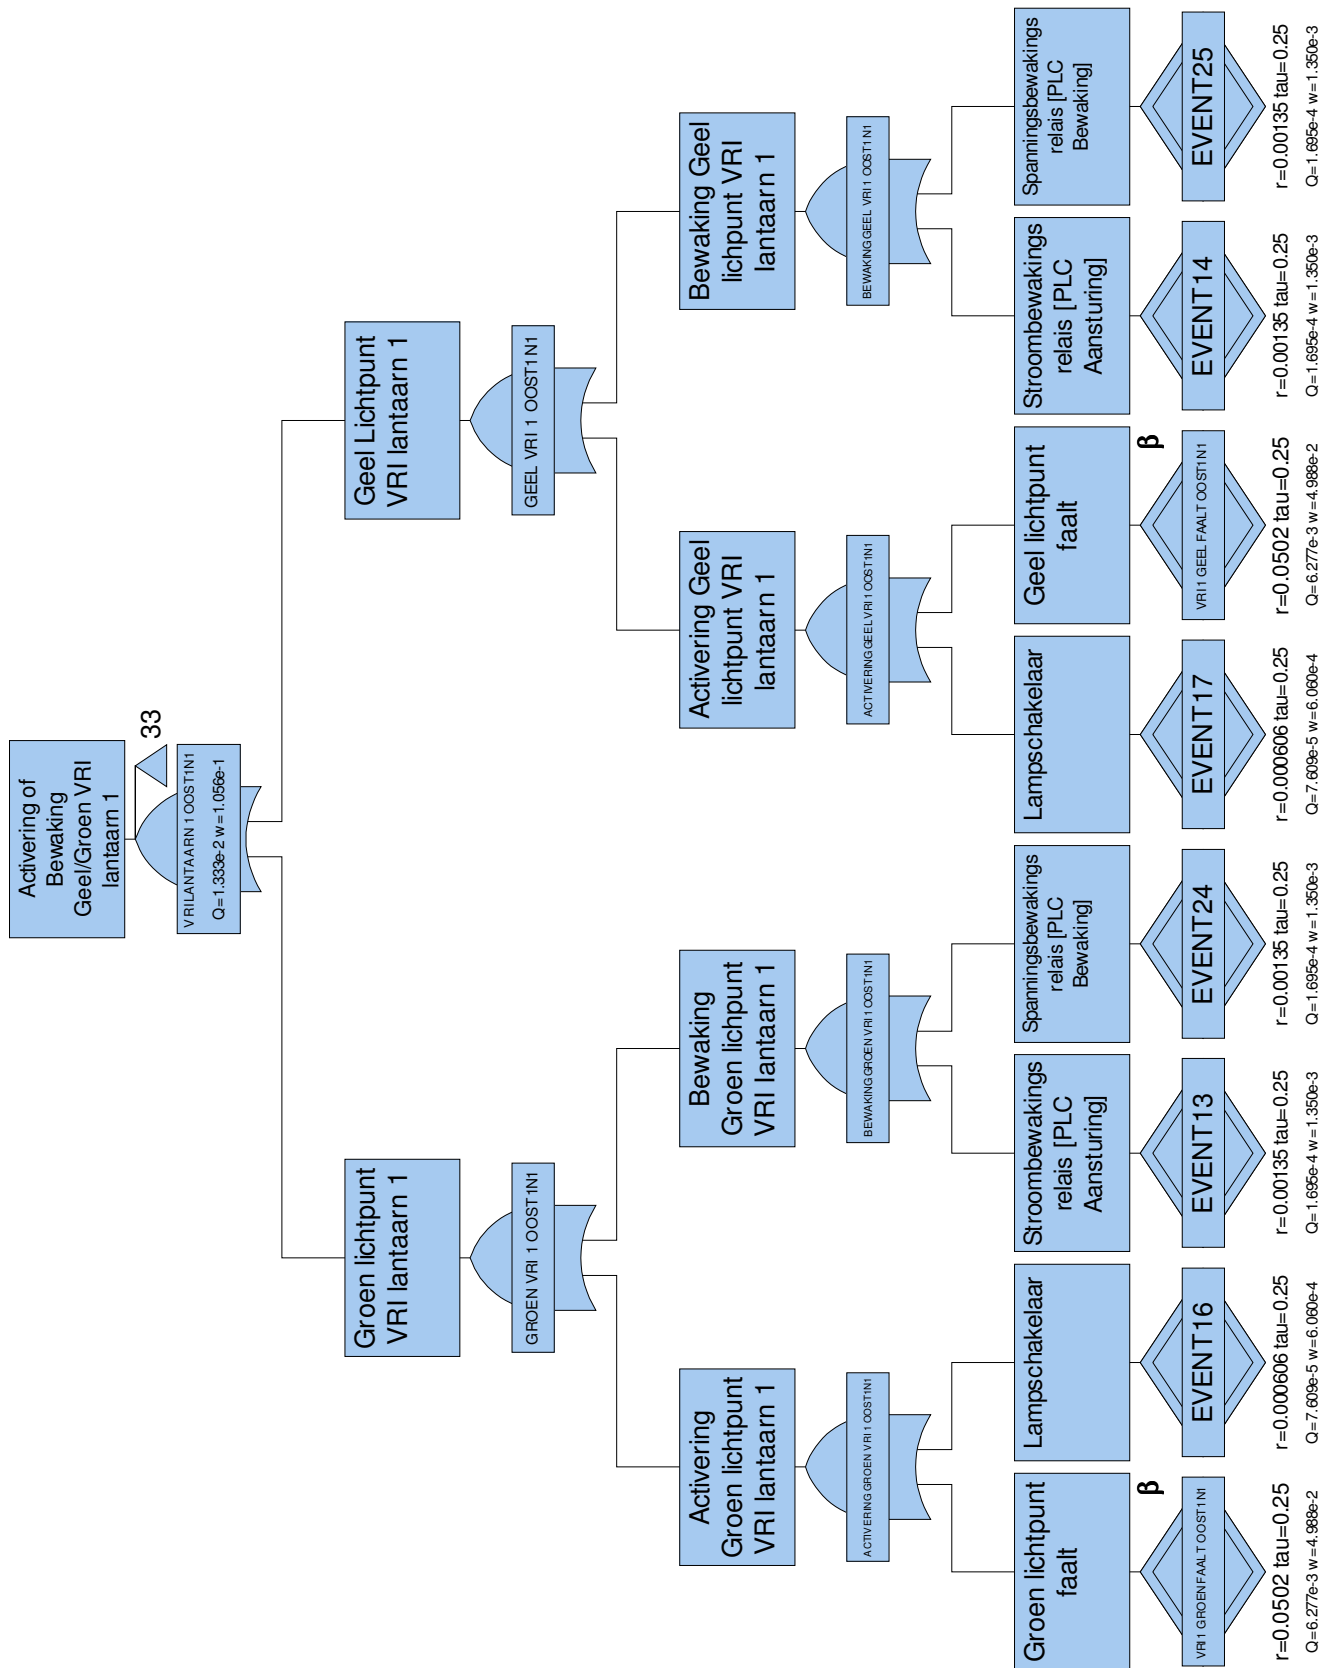 Activering of
Bewaking
Geel/Groen VRI
lantaarn 1
33
VRILANTAARN 1 OOST1N1
Q=1.333e-2 w=1.056e-1
Groen lichtpunt
VRI lantaarn 1
GROEN VRI 1 OOST1N1
Geel Lichtpunt
VRI lantaarn 1
GEEL VRI 1 OOST1N1
Activering
Groen lichtpunt
VRI lantaarn 1
ACTIVERING GROEN VRI 1 OOST1N1
Bewaking
Groen lichpunt
VRI lantaarn 1
BEWAKING GROEN VRI 1 OOST1N1
Activering Geel
lichtpunt VRI
lantaarn 1
ACTIVERING GEEL VRI 1 OOST1N1
Bewaking Geel
lichpunt VRI
lantaarn 1
BEWAKING GEEL VRI 1 OOST1N1
Groen lichtpunt
faalt
β
VRI 1 GROEN FAALT OOST1N1
r=0.0502 tau=0.25
Q=6.277e-3 w=4.988e-2
Lampschakelaar
EVENT16
r=0.000606 tau=0.25
Q=7.609e-5 w=6.060e-4
Stroombewakings
relais [PLC
Aansturing]
EVENT13
r=0.00135 tau=0.25
Q=1.695e-4 w=1.350e-3
Spanningsbewakings
relais [PLC
Bewaking]
EVENT24
r=0.00135 tau=0.25
Q=1.695e-4 w=1.350e-3
Lampschakelaar
EVENT17
r=0.000606 tau=0.25
Q=7.609e-5 w=6.060e-4
Geel lichtpunt
faalt
β
VRI 1 GEEL FAALT OOST1N1
r=0.0502 tau=0.25
Q=6.277e-3 w=4.988e-2
Stroombewakings
relais [PLC
Aansturing]
EVENT14
r=0.00135 tau=0.25
Q=1.695e-4 w=1.350e-3
Spanningsbewakings
relais [PLC
Bewaking]
EVENT25
r=0.00135 tau=0.25
Q=1.695e-4 w=1.350e-3